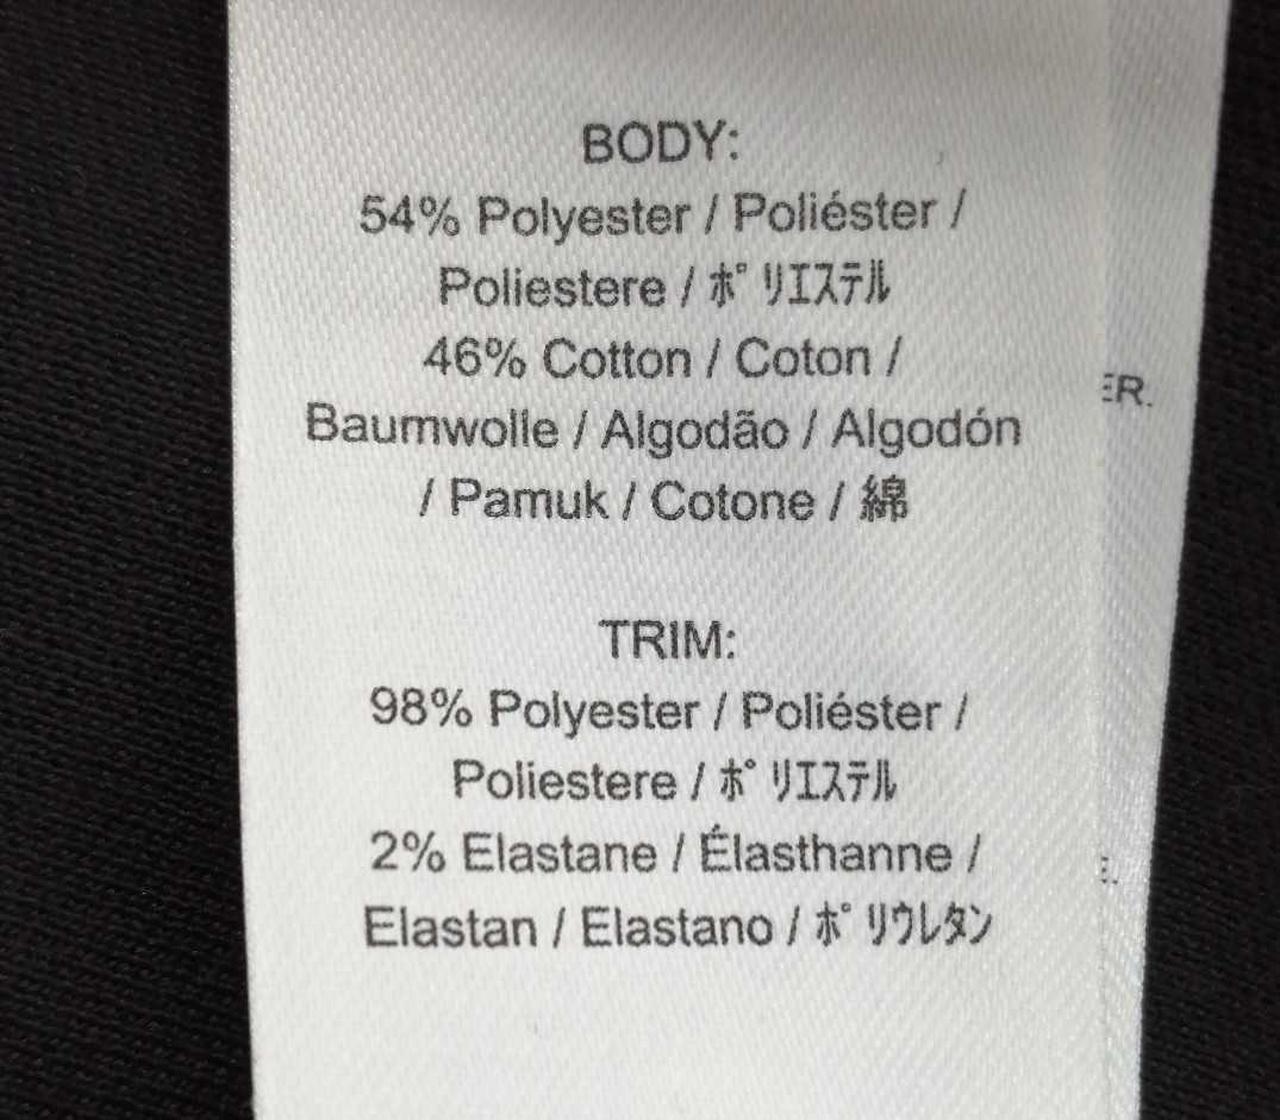 BODY:
54% Polyester / Poliéster /
Poliestere / ﾎﾟﾘｴｽﾃﾙ
46% Cotton / Coton /
Baumwolle / Algodão / Algodón
/ Pamuk / Cotone / 綿
TRIM:
98% Polyester / Poliéster /
Poliestere / ﾎﾟﾘｴｽﾃﾙ
2% Elastane / Élasthanne /
Elastan / Elastano / ﾎﾟﾘｳﾚﾀﾝ